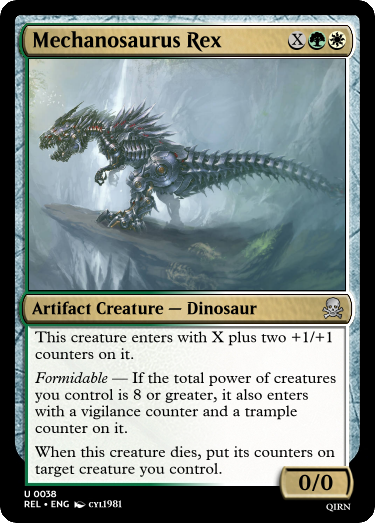 Mechanosaurus Rex X
Artifact Creature — Dinosaur
This creature enters with X plus two +1/+1
counters on it.
Formidable — If the total power of creatures
you control is 8 or greater, it also enters
with a vigilance counter and a trample
counter on it.
When this creature dies, put its counters on
target creature you control.
0/0
U 0038
REL • ENG CYL1981
QIRN